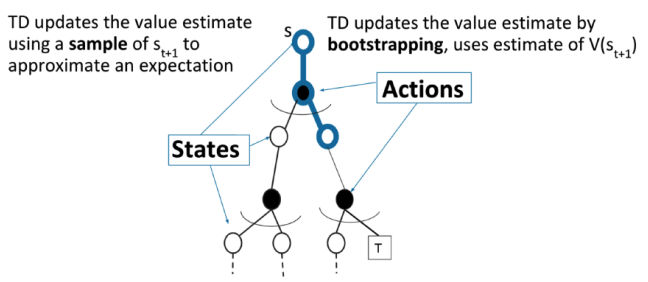 TD updates the value estimate
using a sample of s_{t+1} to
approximate an expectation
S
TD updates the value estimate by
bootstrapping, uses estimate of V(s_{t+1})
Actions
States
T